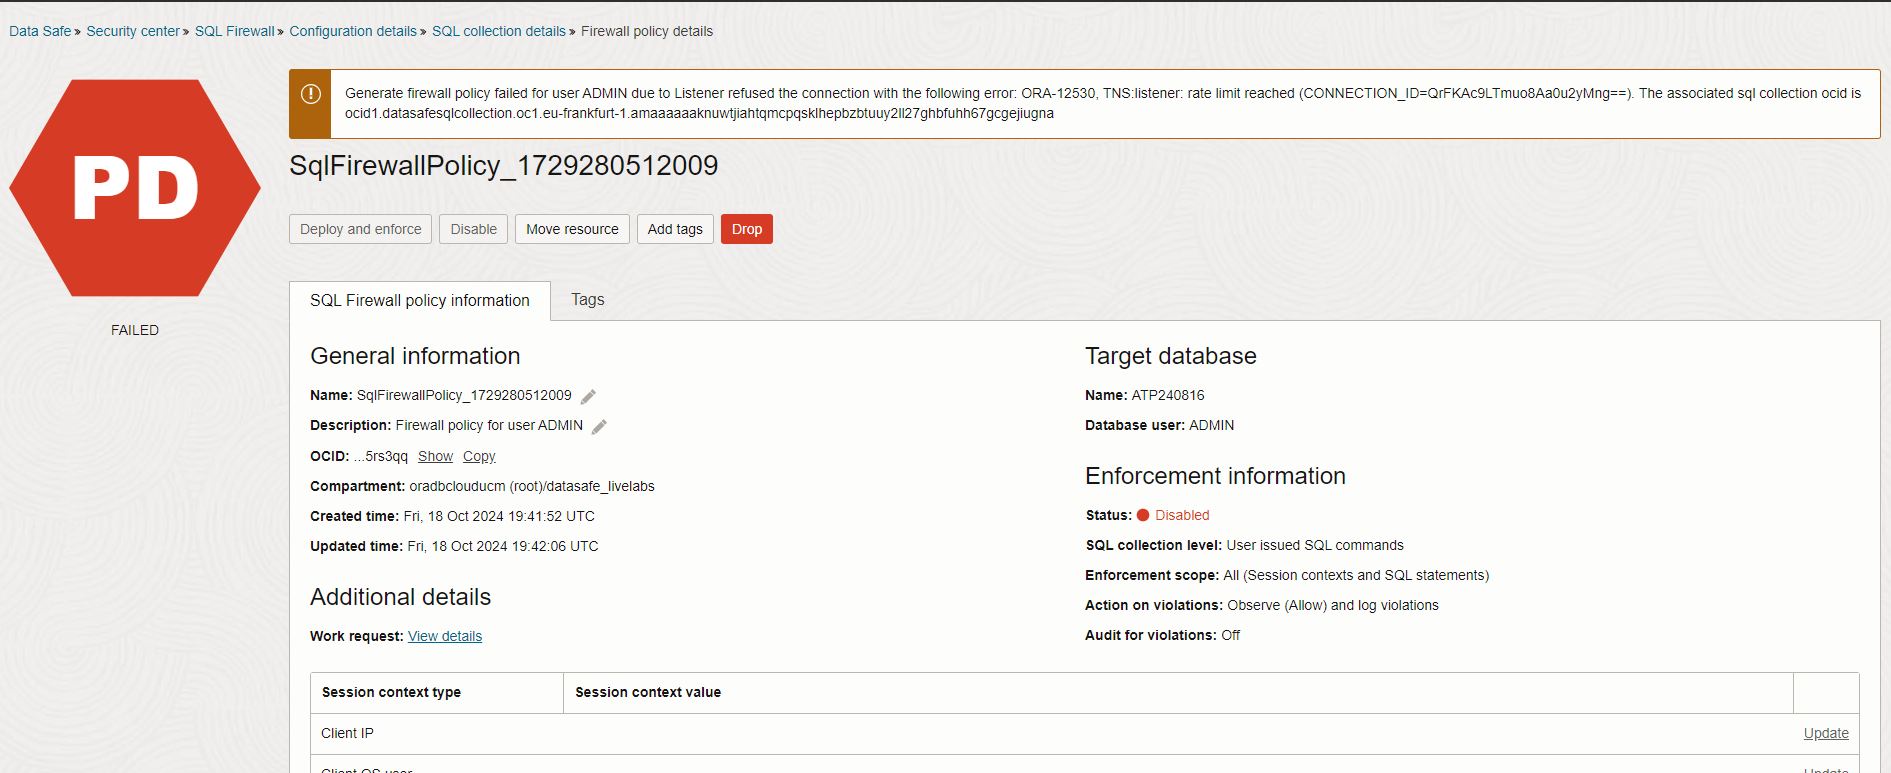 Data Safe » Security center » SQL Firewall » Configuration details » SQL collection details » Firewall policy details
PD
FAILED
Generate firewall policy failed for user ADMIN due to Listener refused the connection with the following error: ORA-12530, TNS:listener: rate limit reached (CONNECTION_ID=QrFKAc9LTmuo8Aa0u2yMng==). The associated sql collection ocid is
ocid1.datasafesqlcollection.oc1.eu-frankfurt-1.amaaaaaaknuwtjiahtqmcpqsklhepbzbtuuy2ll27ghbfuhh67gcgejiugna
SqlFirewallPolicy_1729280512009
Deploy and enforce Disable Move resource Add tags Drop
SQL Firewall policy information Tags
General information
Name: SqlFirewallPolicy_1729280512009
Description: Firewall policy for user ADMIN
OCID: ...5rs3qq Show Copy
Compartment: oradbclouducm (root)/datasafe_livelabs
Created time: Fri, 18 Oct 2024 19:41:52 UTC
Updated time: Fri, 18 Oct 2024 19:42:06 UTC
Additional details
Work request: View details
Target database
Name: ATP240816
Database user: ADMIN
Enforcement information
Status: Disabled
SQL collection level: User issued SQL commands
Enforcement scope: All (Session contexts and SQL statements)
Action on violations: Observe (Allow) and log violations
Audit for violations: Off
Session context type Session context value
Client IP Update
Client OS user Update